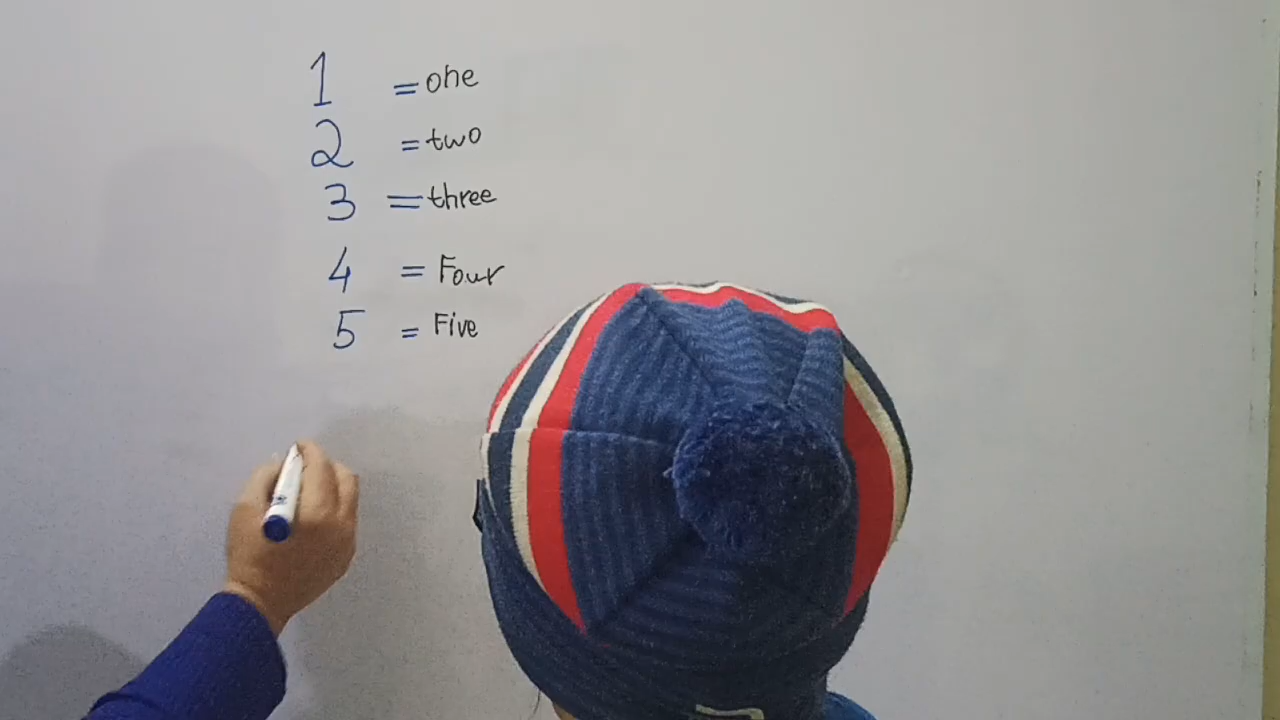 1 = one
2 = two
3 = three
4 = Four
5 = Five